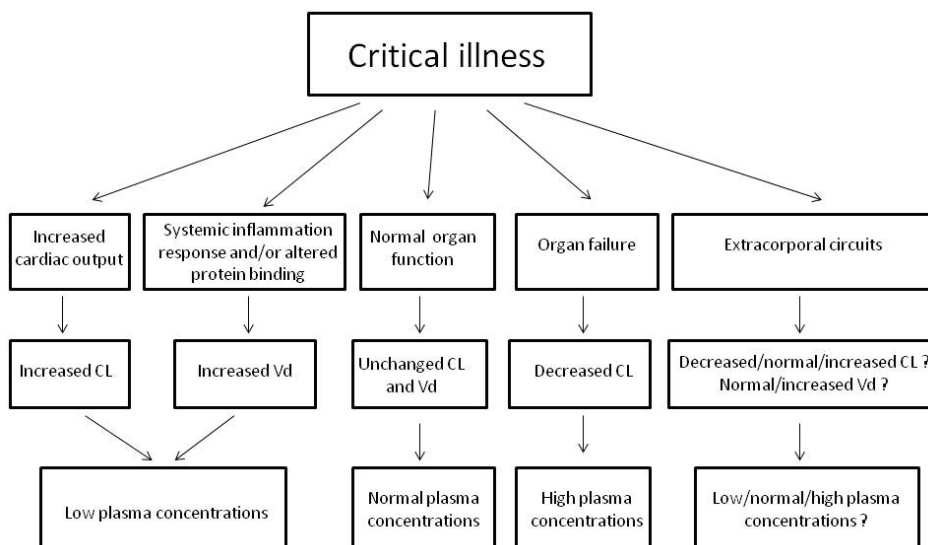 Critical illness
Increased
cardiac output
Systemic inflammation
response and/or altered
protein binding
Normal organ
function
Organ failure
Extracorporal circuits
Increased CL
Increased Vd
Unchanged CL
and Vd
Decreased CL
Decreased/normal/increased CL ?
Normal/increased Vd ?
Low plasma concentrations
Normal plasma
concentrations
High plasma
concentrations
Low/normal/high plasma
concentrations ?